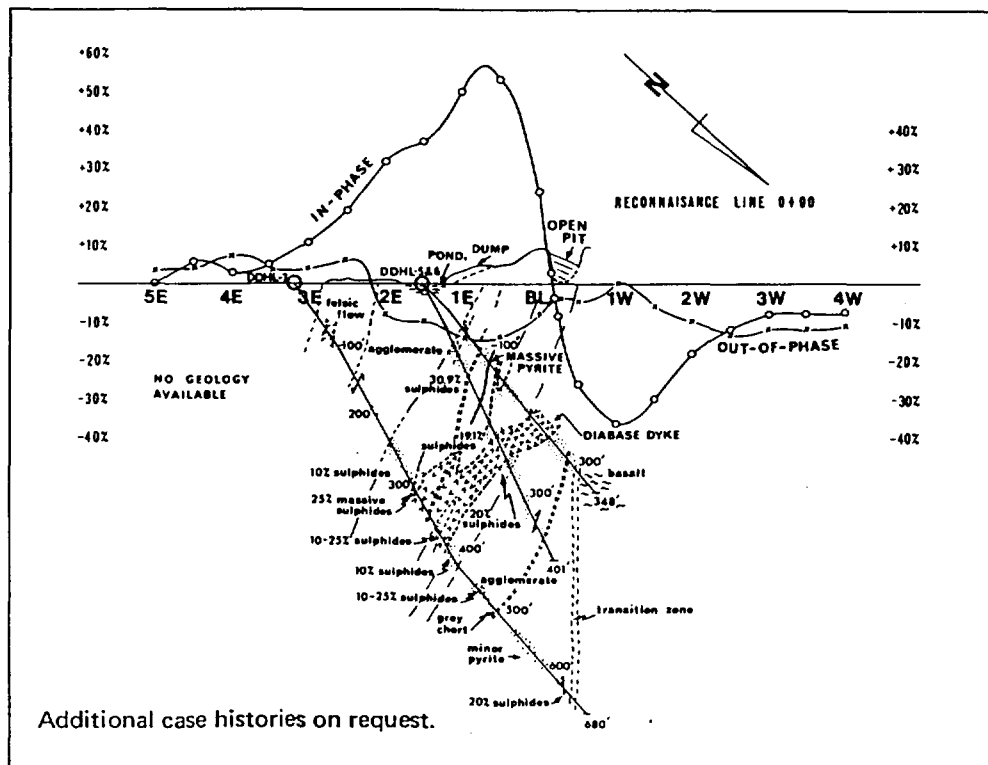 +60%
+50%
+40%
+30%
+20%
+10%
-10%
-20%
-30%
-40%
+40%
+30%
+20%
+10%
-10%
-20%
-30%
-40%
N
RECONNAISANCE LINE 0+00
IN-PHASE
OPEN
PIT
POND, DUMP
DDHL-5&6
5E 4E 3E 2E 1E BL 1W 2W 3W 4W
felsic
flow
OUT-OF-PHASE
NO GEOLOGY
AVAILABLE
100
agglomerate
100
MASSIVE
PYRITE
30.9%
sulphides
200
19.1%
sulphides
DIABASE DYKE
10% sulphides
300'
25% massive
sulphides
20%
sulphides
300'
300'
basalt
348'
10-25% sulphides
400'
401'
10% sulphides
agglomerate
10-25% sulphides
500'
grey
chert
transition zone
minor
pyrite
600
20% sulphides
680'
Additional case histories on request.